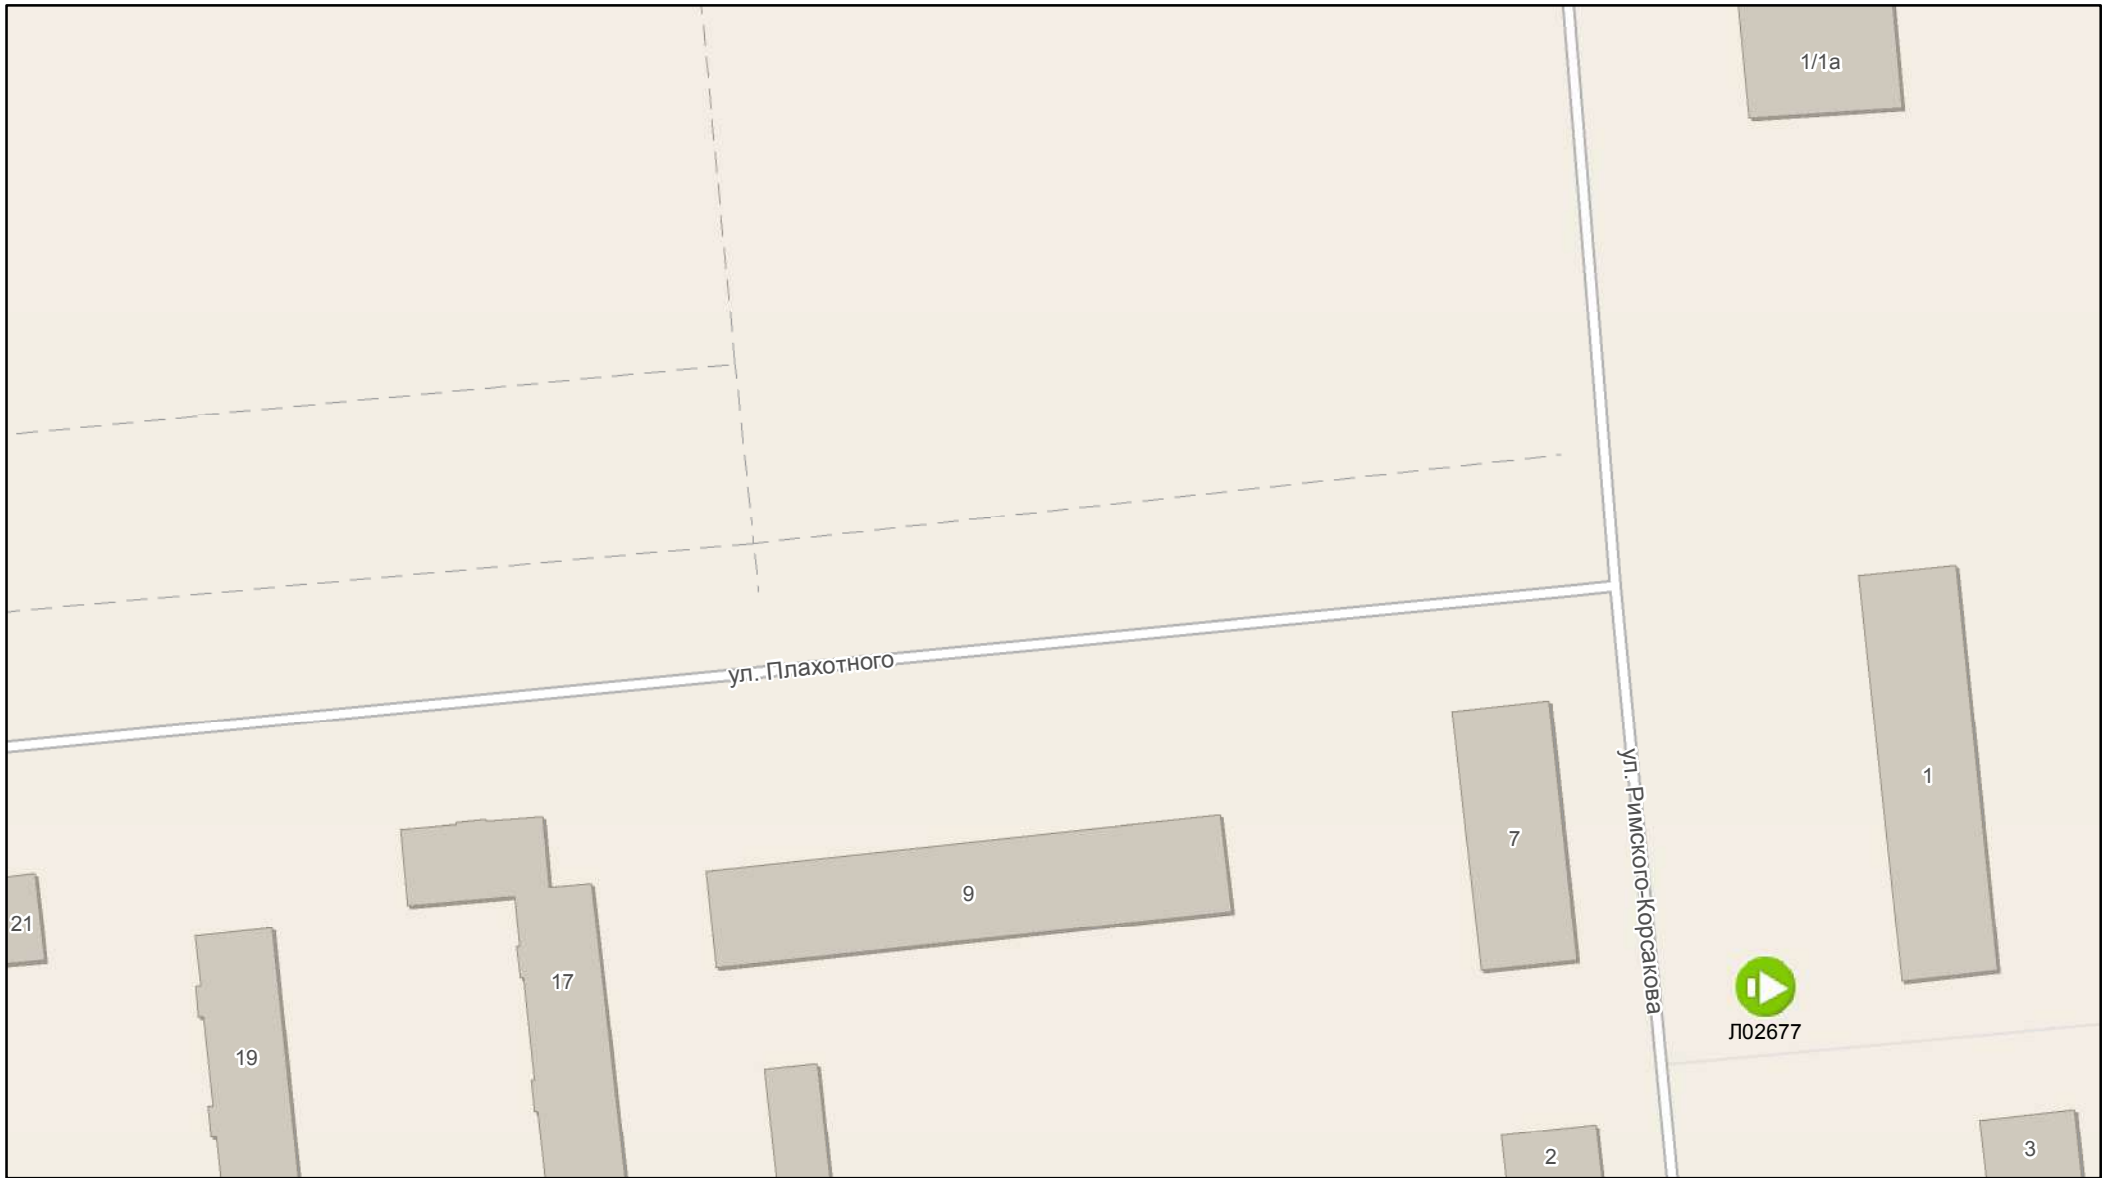 1/1а
ул. Плахотного
ул. Римского-Корсакова
1
7
9
21
17
Л02677
19
2
3